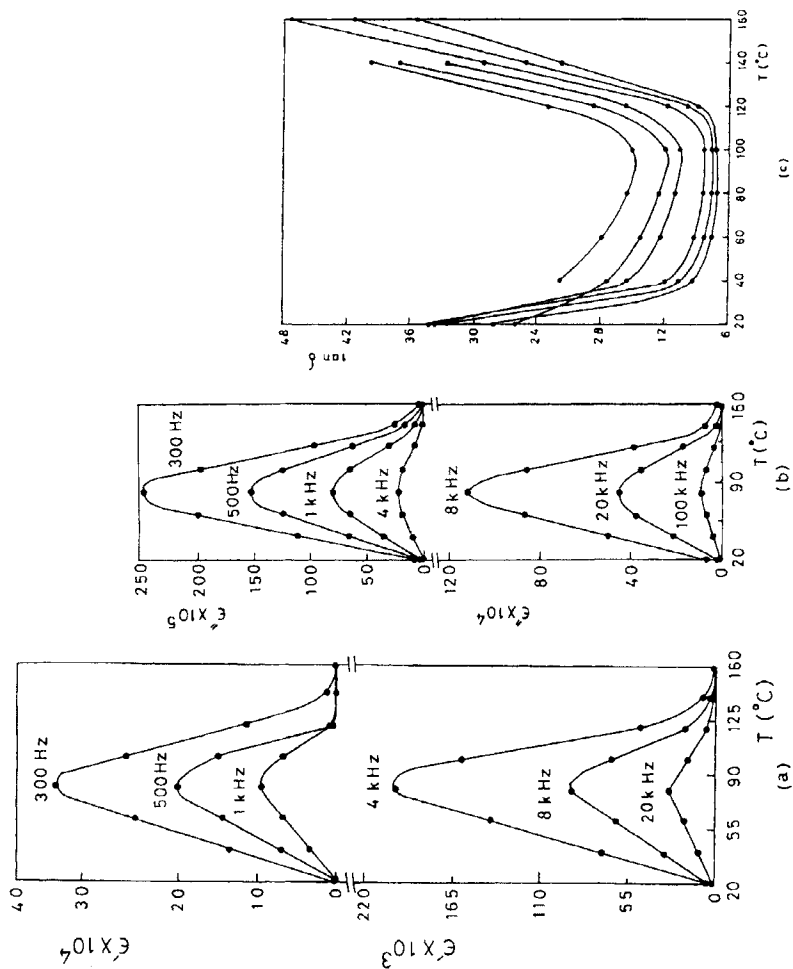 ε' X10⁴
40
30
20
10
0
300 Hz
500Hz
1 kHz
ε' X10³
220
165
110
55
0
4 kHz
8 kHz
20 kHz
20 55 90 125 160
T (°C)
(a)
ε" X10⁵
250
200
150
100
50
0
300 Hz
500Hz
1 kHz
4 kHz
ε" X10⁴
120
80
40
0
8 kHz
20 kHz
100 kHz
20 90 160
T (°C)
(b)
tan δ
48
42
36
30
24
28
12
6
20 40 60 80 100 120 140 160
T (°C)
(c)